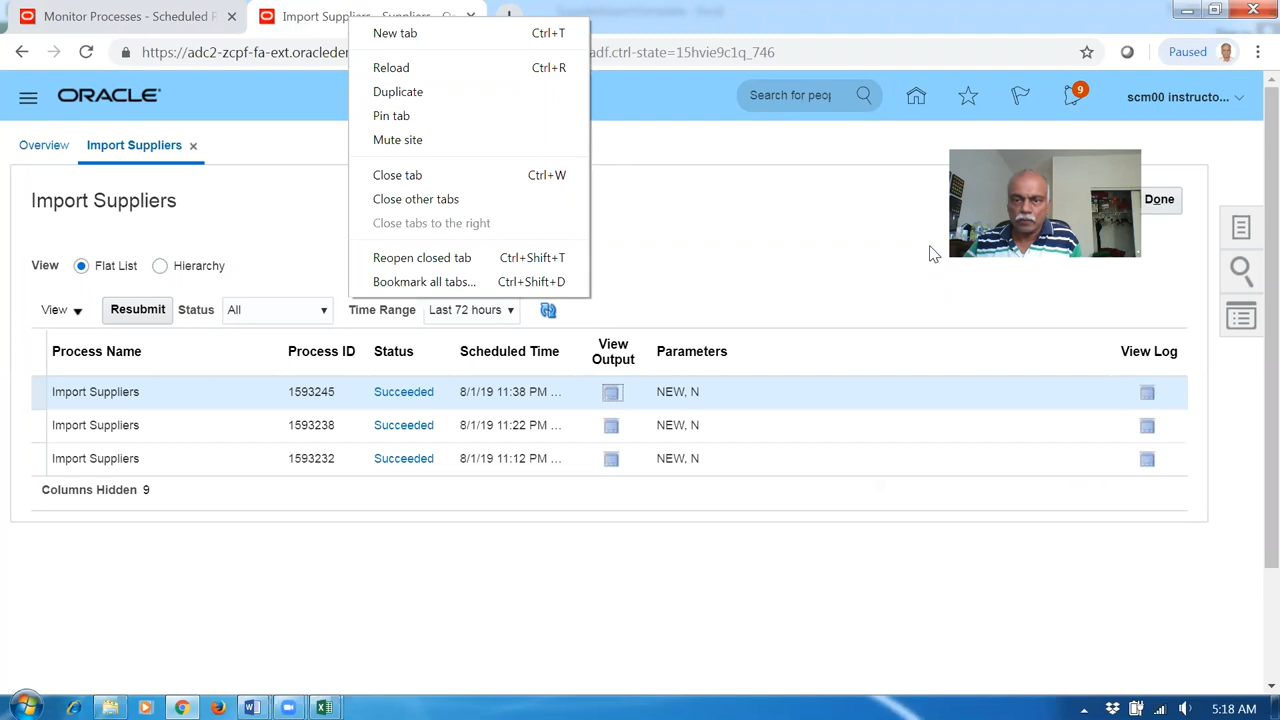 Monitor Processes - Scheduled P
Import Suppliers - Suppliers - O
https://adc2-zcpf-fa-ext.oracleder
adf.ctrl-state=15hvie9c1q_746
Paused
New tab Ctrl+T
Reload Ctrl+R
Duplicate
Pin tab
Mute site
Close tab Ctrl+W
Close other tabs
Close tabs to the right
Reopen closed tab Ctrl+Shift+T
Bookmark all tabs... Ctrl+Shift+D
ORACLE
Search for peop
9
scm00 instructo...
Overview Import Suppliers
Import Suppliers
Done
View Flat List Hierarchy
View Resubmit Status All Time Range Last 72 hours
Process Name Process ID Status Scheduled Time View Output Parameters View Log
Import Suppliers 1593245 Succeeded 8/1/19 11:38 PM ... NEW, N
Import Suppliers 1593238 Succeeded 8/1/19 11:22 PM ... NEW, N
Import Suppliers 1593232 Succeeded 8/1/19 11:12 PM ... NEW, N
Columns Hidden 9
5:18 AM